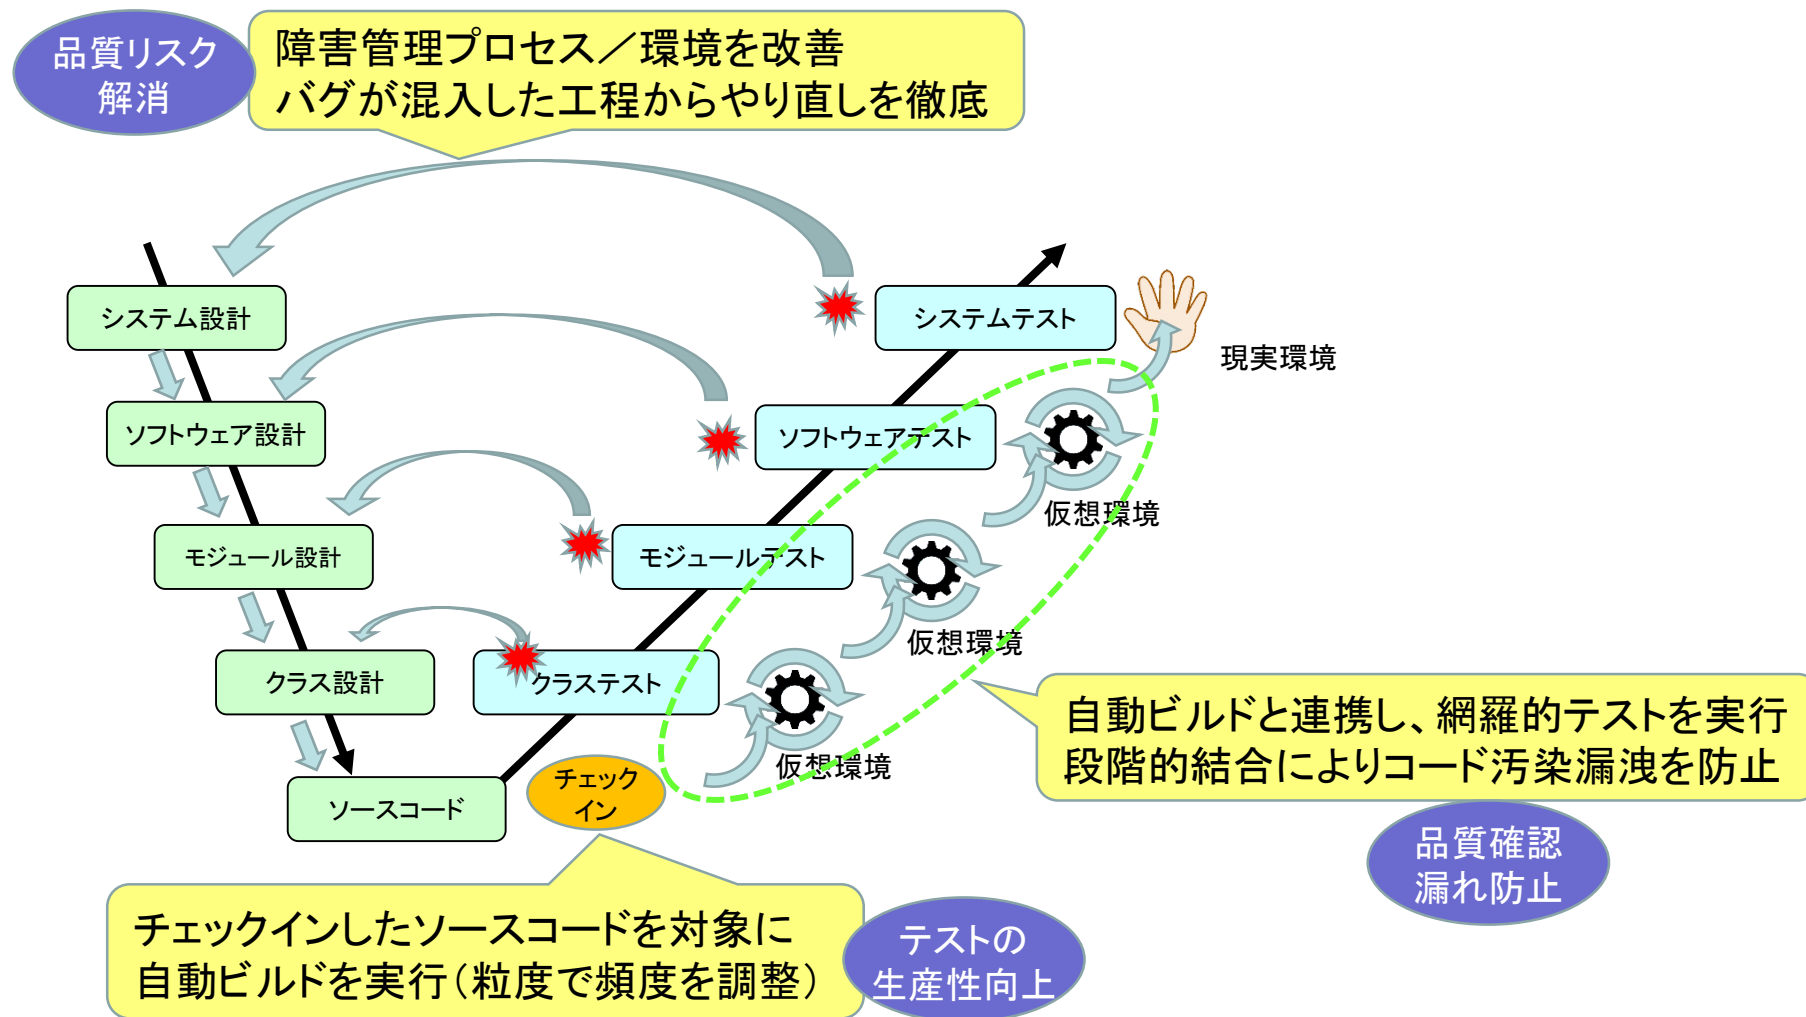 品質リスク
解消
障害管理プロセス／環境を改善
バグが混入した工程からやり直しを徹底
システム設計
システムテスト
現実環境
ソフトウェア設計
ソフトウェアテスト
仮想環境
モジュール設計
モジュールテスト
仮想環境
クラス設計
クラステスト
仮想環境
ソースコード
チェック
イン
自動ビルドと連携し、網羅的テストを実行
段階的結合によりコード汚染漏洩を防止
品質確認
漏れ防止
チェックインしたソースコードを対象に
自動ビルドを実行（粒度で頻度を調整）
テストの
生産性向上